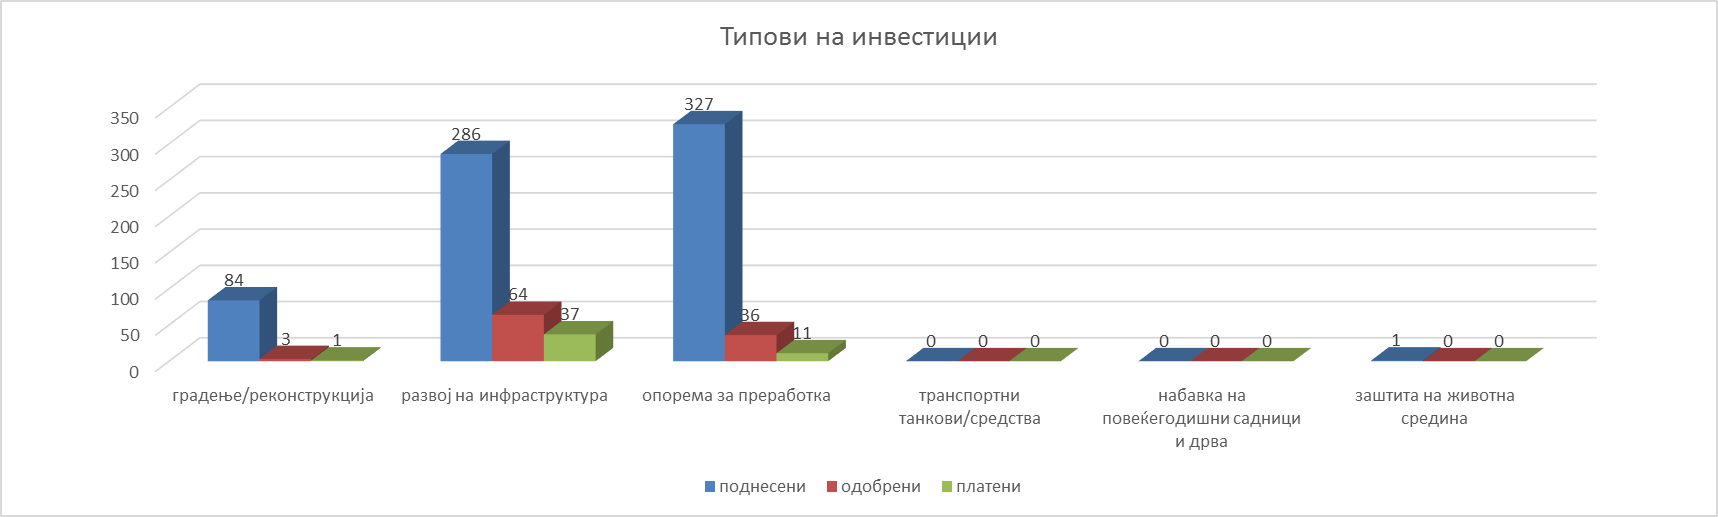 Типови на инвестиции
350
300
250
200
150
100
50
0
84
3
1
286
64
37
327
36
11
0
0
0
0
0
0
1
0
0
градење/реконструкција
развој на инфраструктура
опорема за преработка
транспортни
танкови/средства
набавка на
повеќегодишни садници
и дрва
заштита на животна
средина
поднесени
одобрени
платени